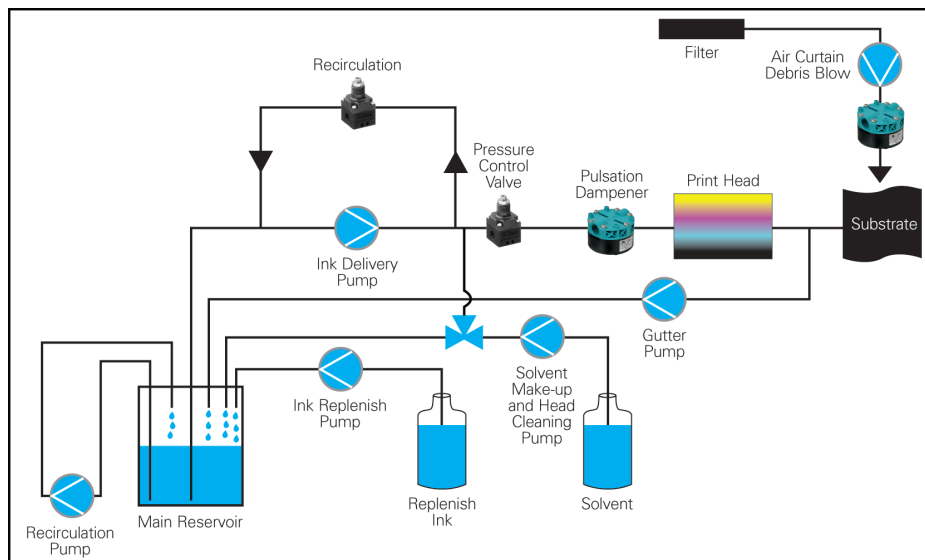 Filter
Air Curtain
Debris Blow
Recirculation
Pressure
Control
Valve
Pulsation
Dampener
Print Head
Substrate
Ink Delivery
Pump
Gutter
Pump
Solvent
Make-up
and Head
Cleaning
Pump
Ink Replenish
Pump
Recirculation
Pump
Main Reservoir
Replenish
Ink
Solvent